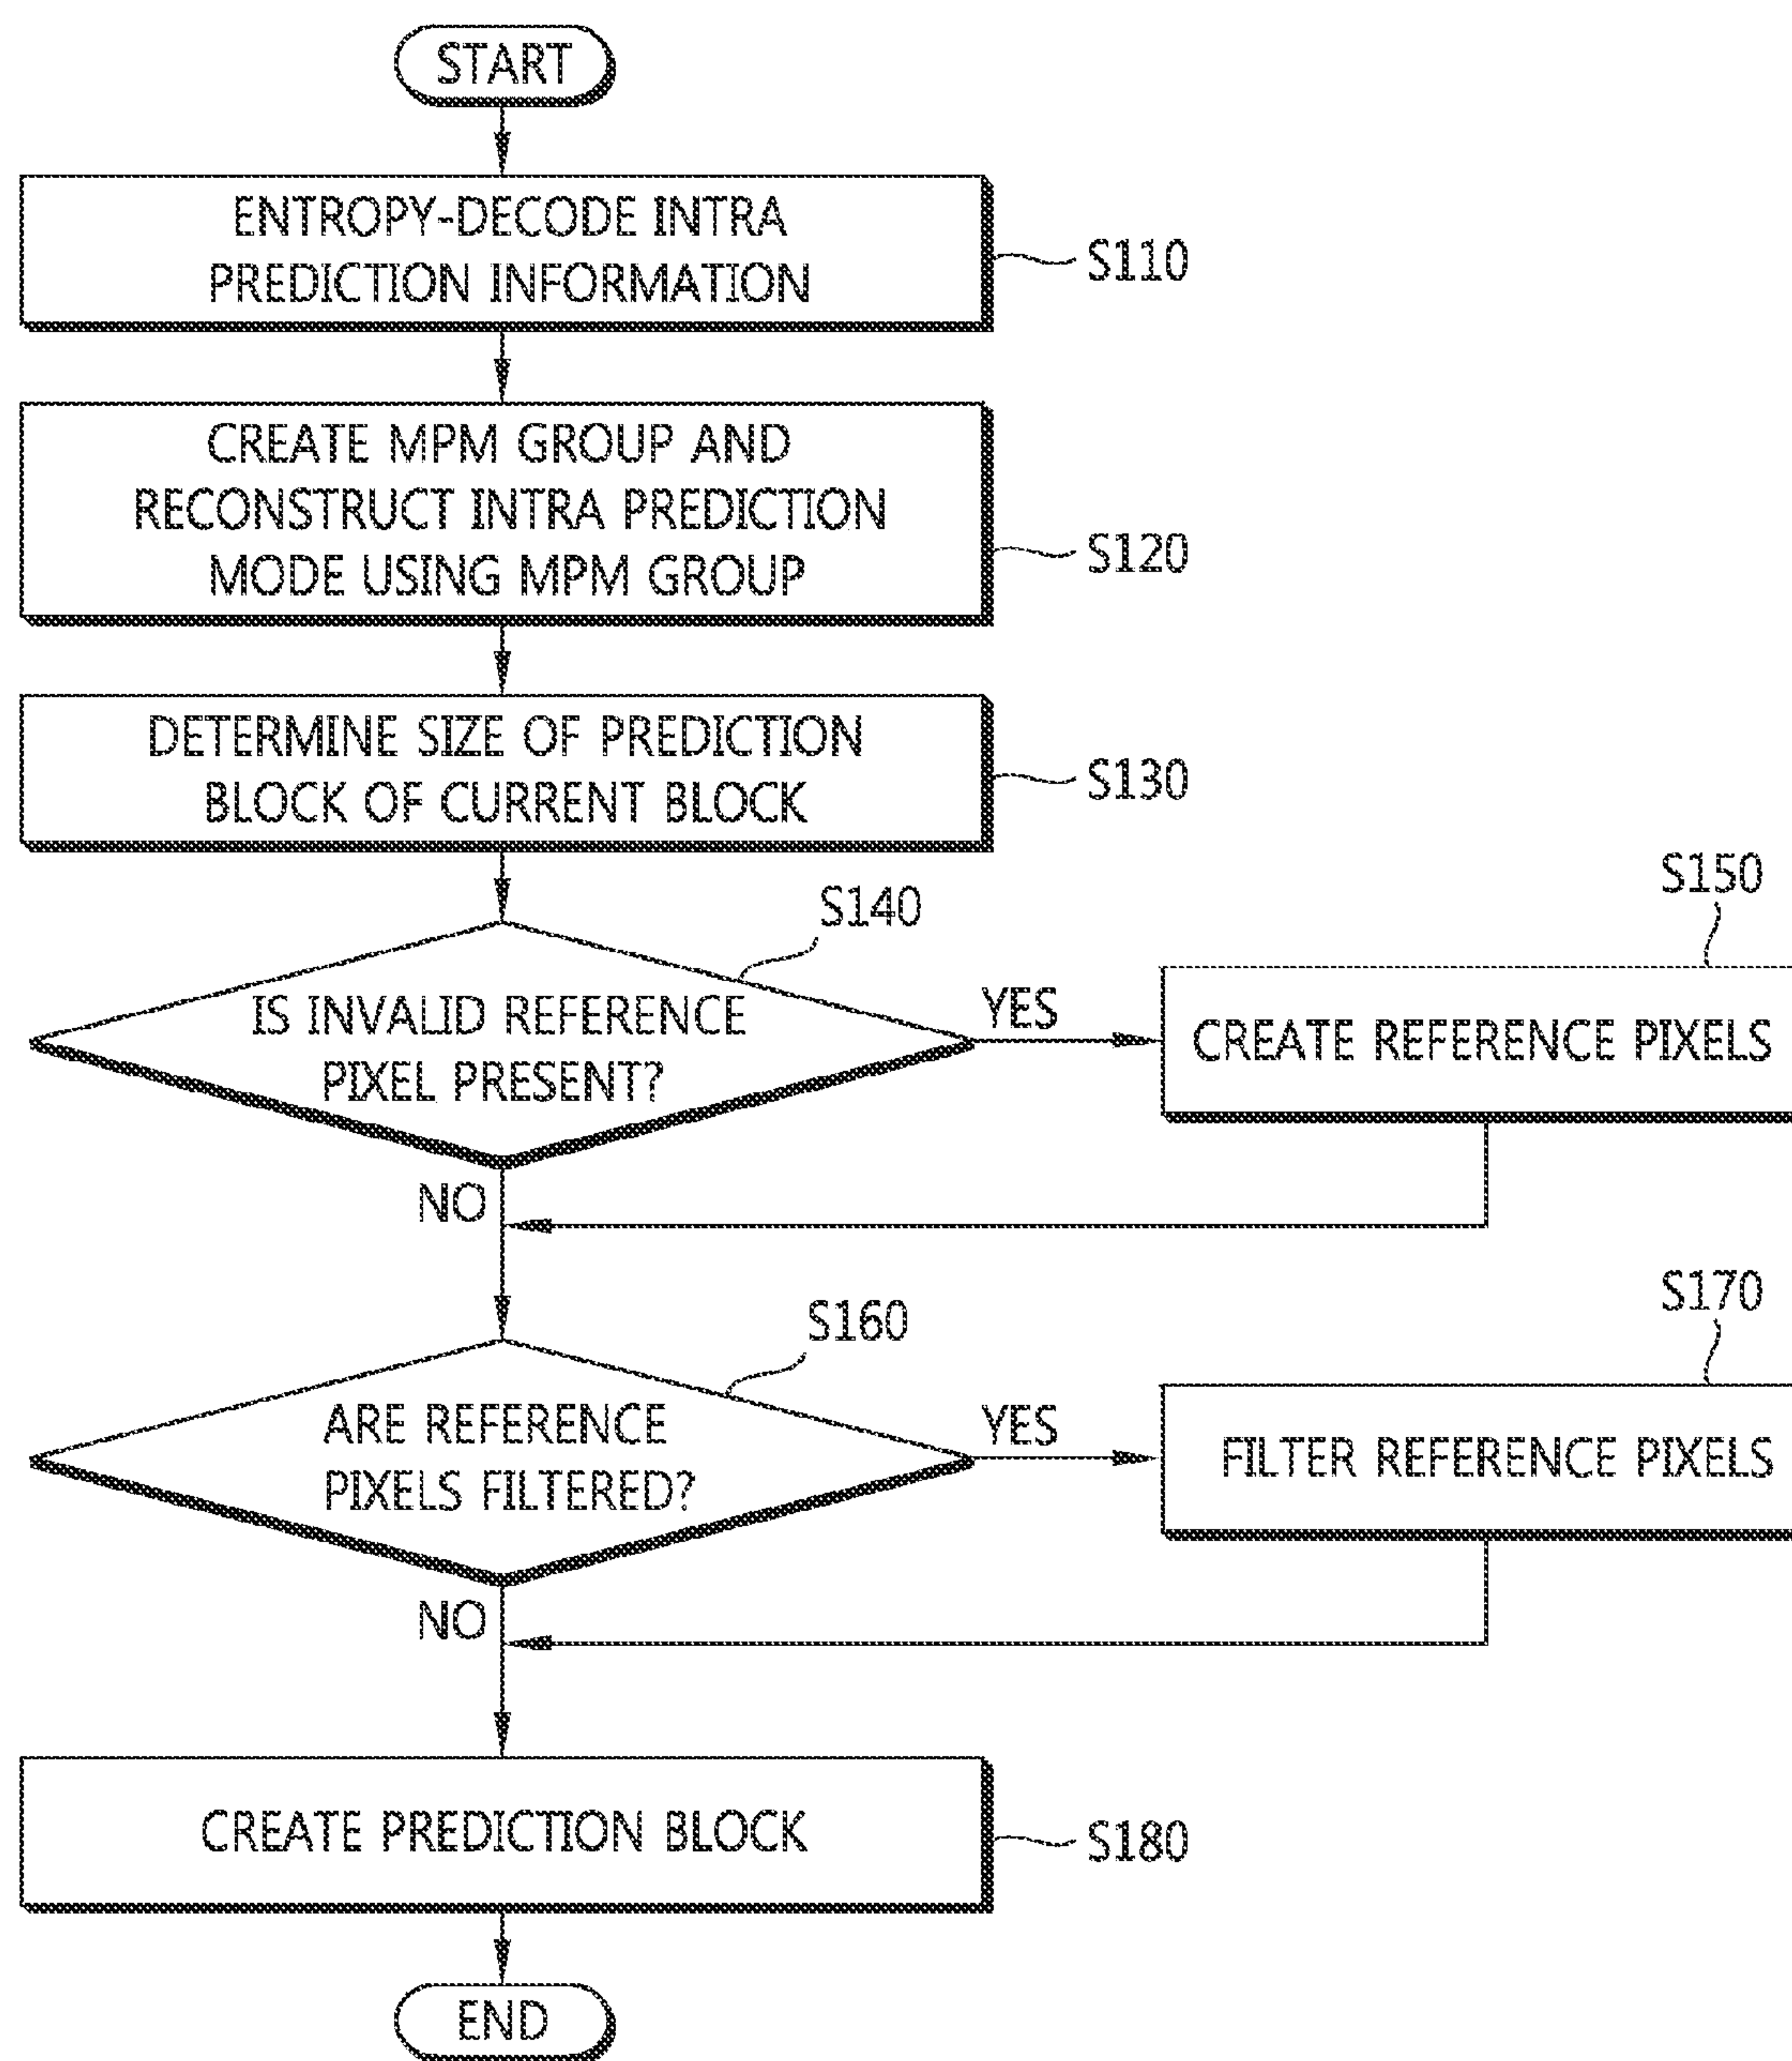 START
ENTROPY-DECODE INTRA
PREDICTION INFORMATION
S110
CREATE MPM GROUP AND
RECONSTRUCT INTRA PREDICTION
MODE USING MPM GROUP
S120
DETERMINE SIZE OF PREDICTION
BLOCK OF CURRENT BLOCK
S130
S140
IS INVALID REFERENCE
PIXEL PRESENT?
YES
S150
CREATE REFERENCE PIXELS
NO
S160
ARE REFERENCE
PIXELS FILTERED?
YES
S170
FILTER REFERENCE PIXELS
NO
CREATE PREDICTION BLOCK
S180
END